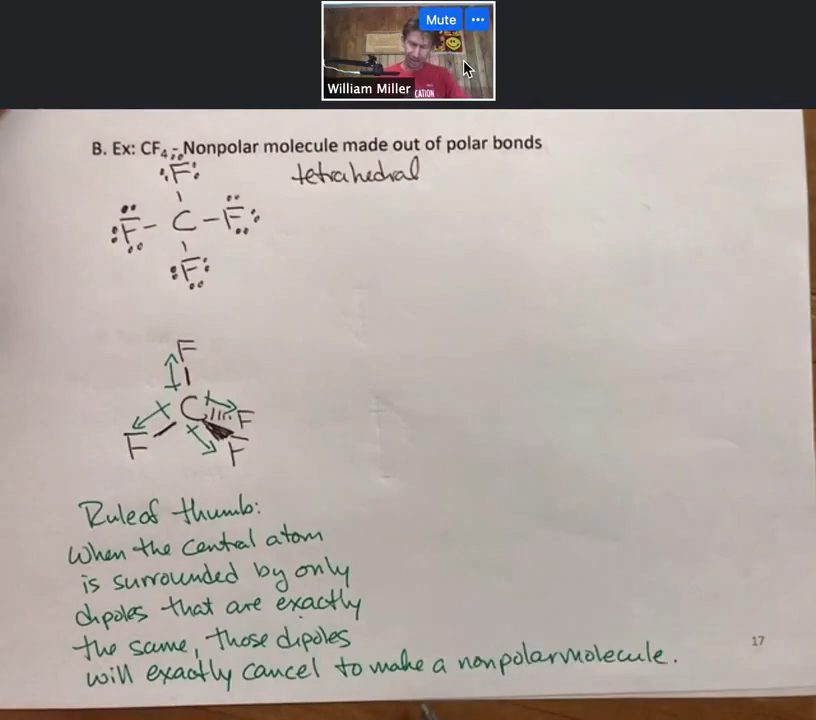 Mute
William Miller
CATION
B. Ex: CF4 - Nonpolar molecule made out of polar bonds
tetrahedral
F
F - C - F
F
F
C F
F F
Rule of thumb:
When the central atom
is surrounded by only
dipoles that are exactly
the same, those dipoles
will exactly cancel to make a nonpolar molecule.
17